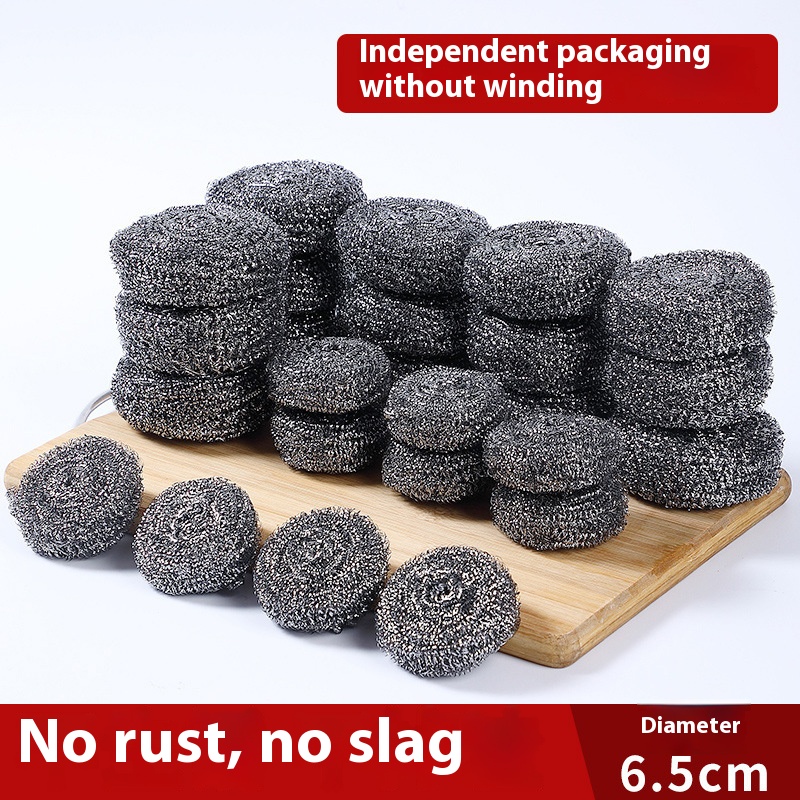 Independent packaging
without winding
No rust, no slag
Diameter
6.5cm